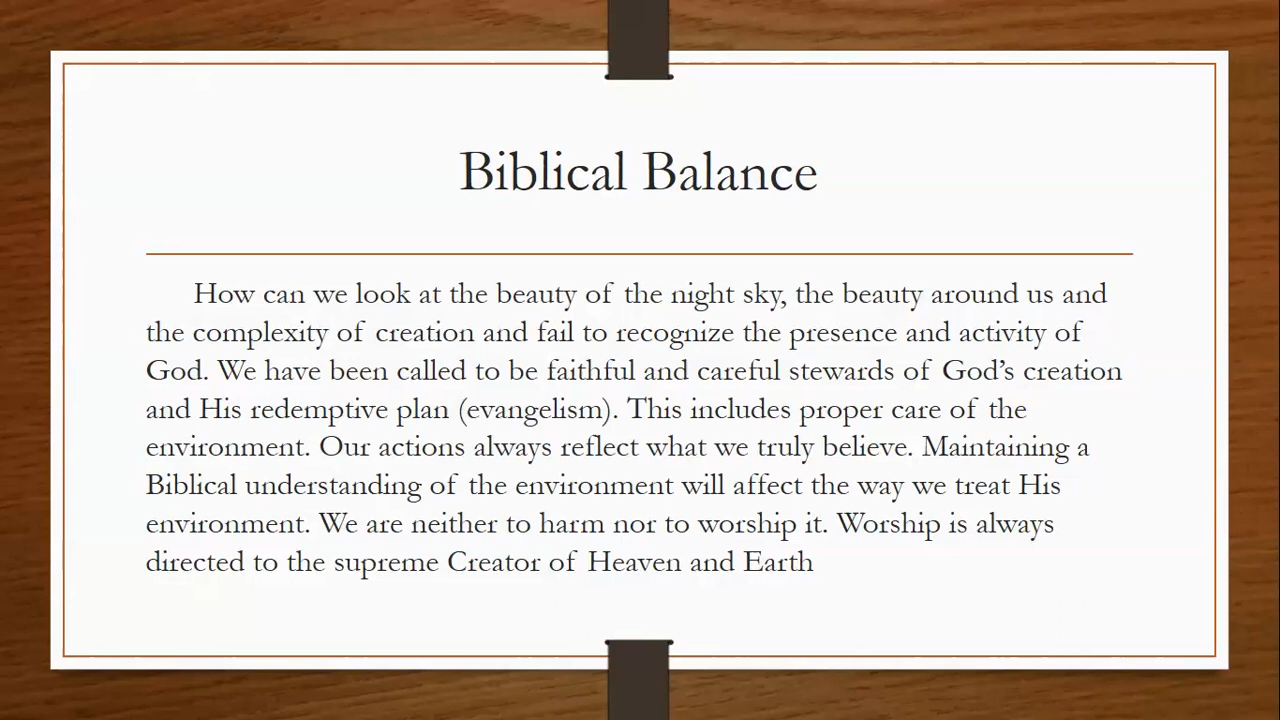 Biblical Balance
How can we look at the beauty of the night sky, the beauty around us and
the complexity of creation and fail to recognize the presence and activity of
God. We have been called to be faithful and careful stewards of God’s creation
and His redemptive plan (evangelism). This includes proper care of the
environment. Our actions always reflect what we truly believe. Maintaining a
Biblical understanding of the environment will affect the way we treat His
environment. We are neither to harm nor to worship it. Worship is always
directed to the supreme Creator of Heaven and Earth